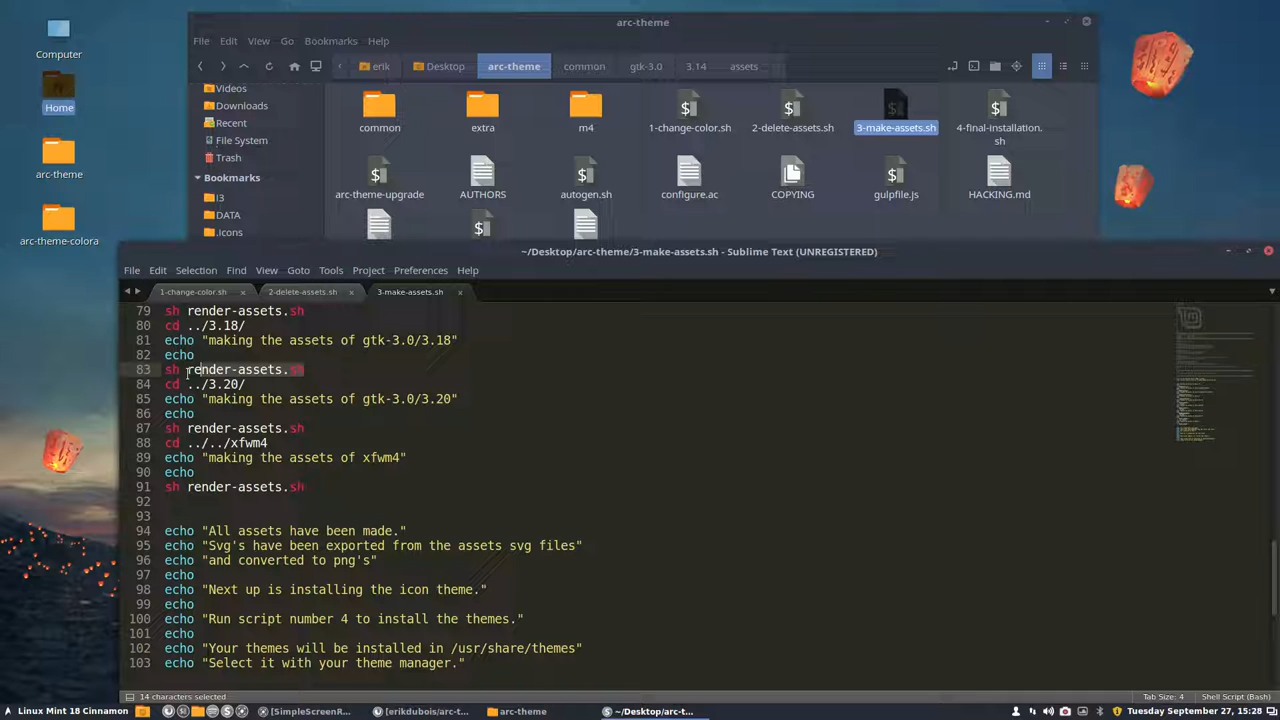 Computer
Home
arc-theme
arc-theme-colora
arc-theme
File Edit View Go Bookmarks Help
erik Desktop arc-theme common gtk-3.0 3.14 assets
Videos
Downloads
Recent
File System
Trash
Bookmarks
I3
DATA
.Icons
common extra m4 1-change-color.sh 2-delete-assets.sh 3-make-assets.sh 4-final-installation.
sh
arc-theme-upgrade AUTHORS autogen.sh configure.ac COPYING gulpfile.js HACKING.md
~/Desktop/arc-theme/3-make-assets.sh - Sublime Text (UNREGISTERED)
File Edit Selection Find View Goto Tools Project Preferences Help
1-change-color.sh 2-delete-assets.sh 3-make-assets.sh
79 sh render-assets.sh
80 cd ../3.18/
81 echo "making the assets of gtk-3.0/3.18"
82 echo
83 sh render-assets.sh
84 cd ../3.20/
85 echo "making the assets of gtk-3.0/3.20"
86 echo
87 sh render-assets.sh
88 cd ../../xfwm4
89 echo "making the assets of xfwm4"
90 echo
91 sh render-assets.sh
92
93
94 echo "All assets have been made."
95 echo "Svg's have been exported from the assets svg files"
96 echo "and converted to png's"
97 echo
98 echo "Next up is installing the icon theme."
99 echo
100 echo "Run script number 4 to install the themes."
101 echo
102 echo "Your themes will be installed in /usr/share/themes"
103 echo "Select it with your theme manager."
14 characters selected Tab Size: 4 Shell Script (Bash)
Linux Mint 18 Cinnamon [SimpleScreenR... [erikdubois/arc-t... arc-theme ~/Desktop/arc-t... Tuesday September 27, 15:28